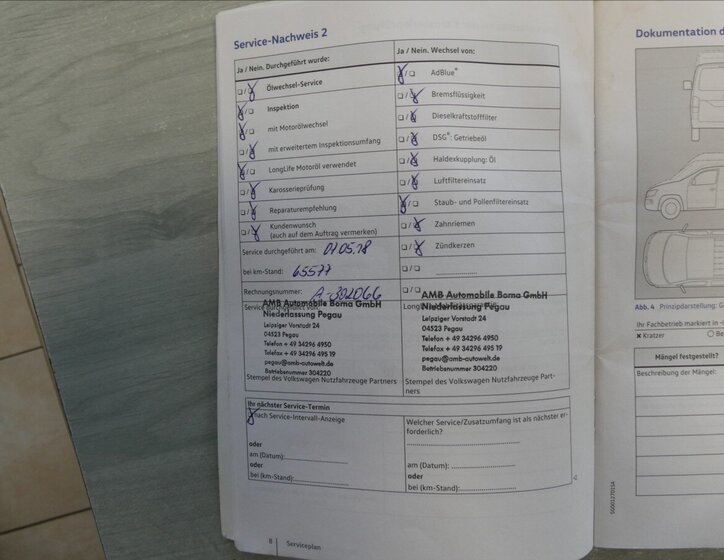 Service-Nachweis 2
Ja / Nein. Durchgeführt wurde:
Ölwechsel-Service
Inspektion
mit Motorölwechsel
mit erweitertem Inspektionsumfang
LongLife Motoröl verwendet
Karosserieprüfung
Reparaturempfehlung
Kundenwunsch
(auch auf dem Auftrag vermerken)
Service durchgeführt am: 07.05.18
bei km-Stand: 65577
Rechnungsnummer: A-302066
AMB Automobile Borna GmbH
Niederlassung Pegau
Leipziger Vorstadt 24
04523 Pegau
Telefon + 49 34296 4950
Telefax + 49 34296 495 19
pegau@amb-autowelt.de
Betriebsnummer 304220
Stempel des Volkswagen Nutzfahrzeuge Partners
Ja / Nein. Wechsel von:
AdBlue®
Bremsflüssigkeit
Dieselkraftstofffilter
DSG®: Getriebeöl
Haldexkupplung: Öl
Luftfiltereinsatz
Staub- und Pollenfiltereinsatz
Zahnriemen
Zündkerzen
AMB Automobile Borna GmbH
Niederlassung Pegau
Leipziger Vorstadt 24
04523 Pegau
Telefon + 49 34296 4950
Telefax + 49 34296 495 19
pegau@amb-autowelt.de
Betriebsnummer 304220
Stempel des Volkswagen Nutzfahrzeuge Part-
ners
Ihr nächster Service-Termin
nach Service-Intervall-Anzeige
oder
am (Datum):
oder
bei (km-Stand):
Welcher Service/Zusatzumfang ist als nächster er-
forderlich?
am (Datum):
oder
bei (km-Stand):
8 Serviceplan
Dokumentation d
Abb. 4 Prinzipdarstellung: G
Ihr Fachbetrieb markiert in
x Kratzer O Be
Mängel festgestellt?
Beschreibung der Mängel: